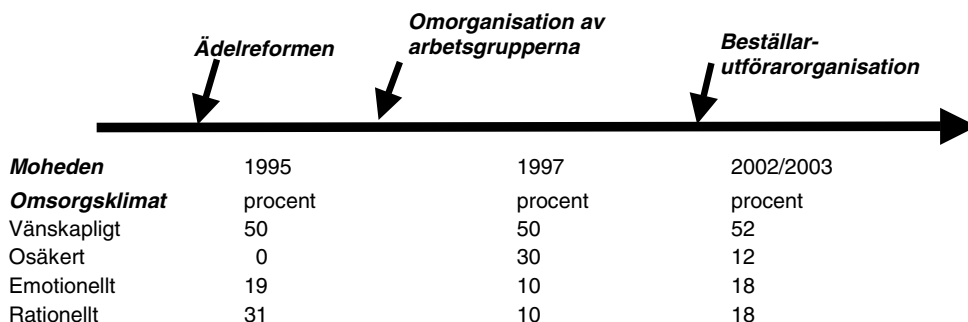 Ädelreformen
Omorganisation av
arbetsgrupperna
Beställar-
utförarorganisation
Moheden 1995 1997 2002/2003
Omsorgsklimat procent procent procent
Vänskapligt 50 50 52
Osäkert 0 30 12
Emotionellt 19 10 18
Rationellt 31 10 18